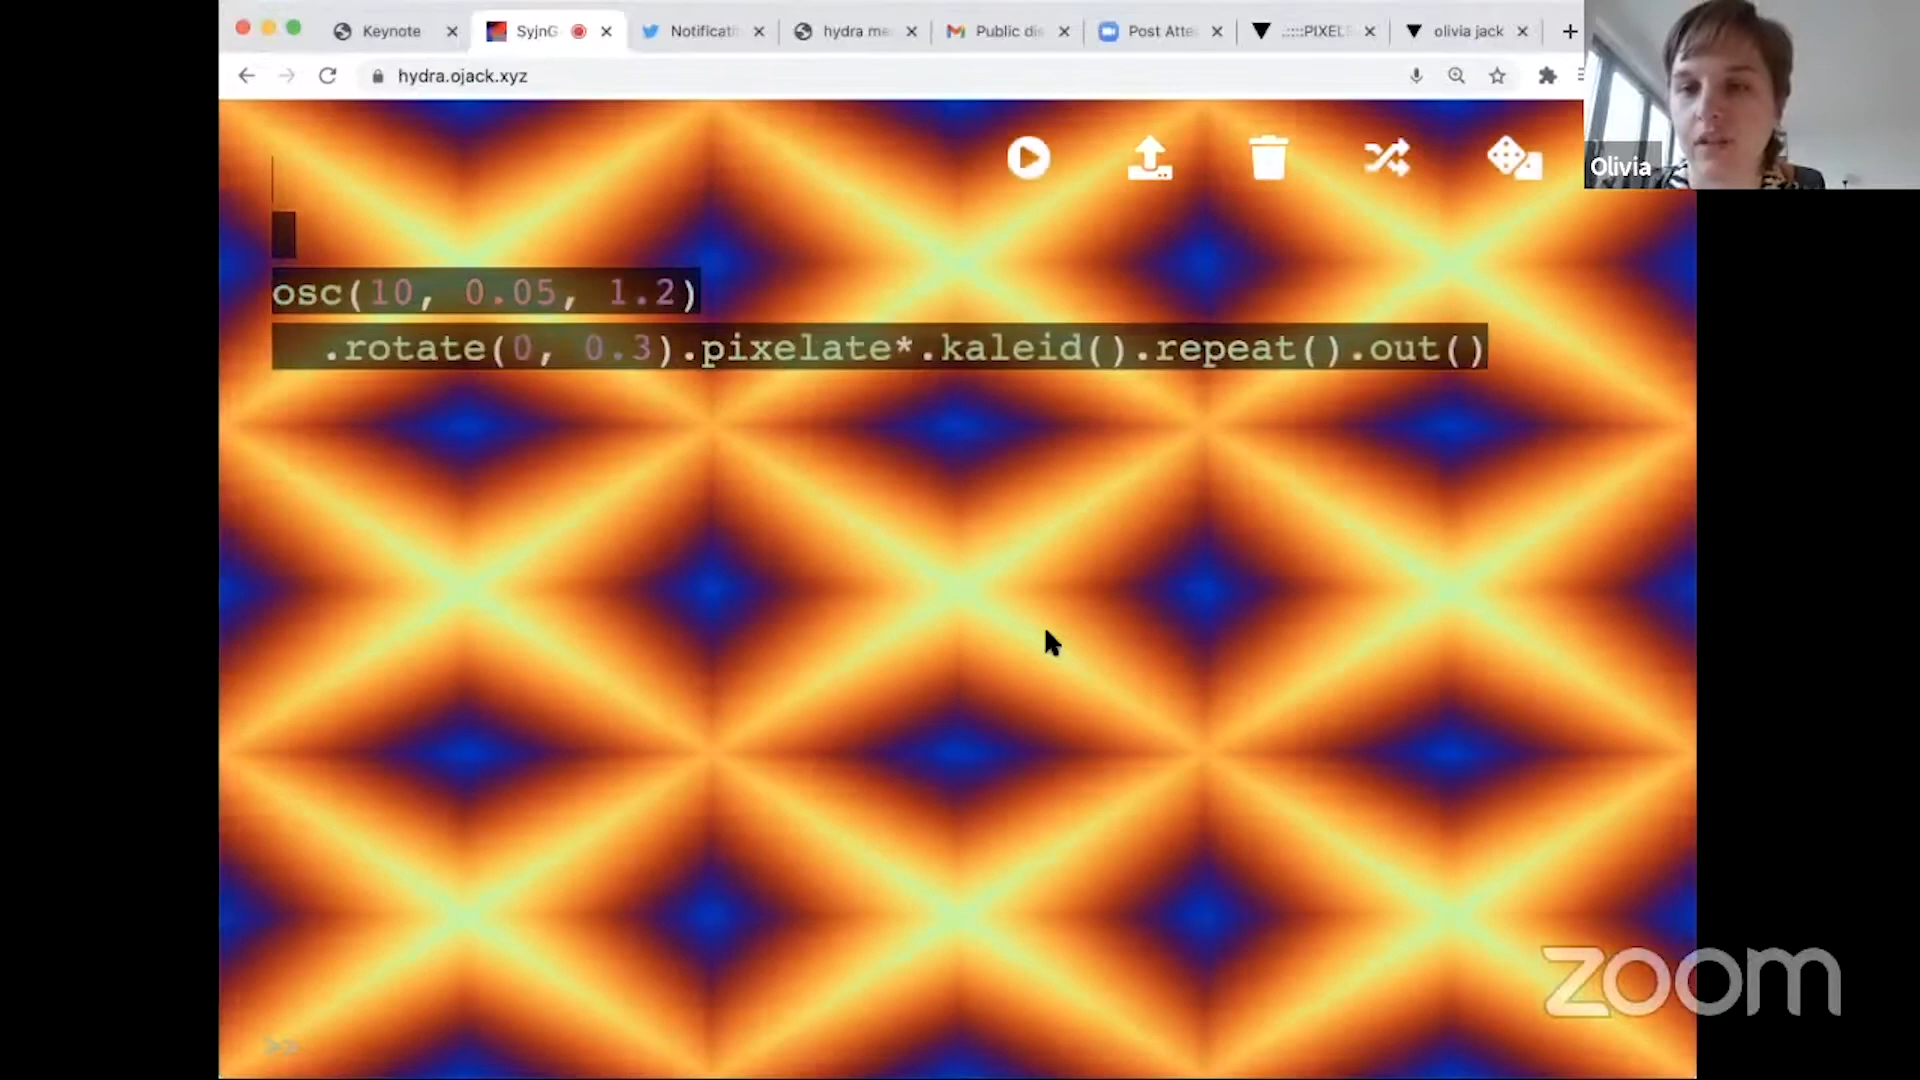 Keynote
SyjnG
Notificati
hydra me
Public dis
Post Atte
.::::PIXEL
olivia jack
hydra.ojack.xyz
Olivia
osc(10, 0.05, 1.2)
.rotate(0, 0.3).pixelate*.kaleid().repeat().out()
>>
zoom